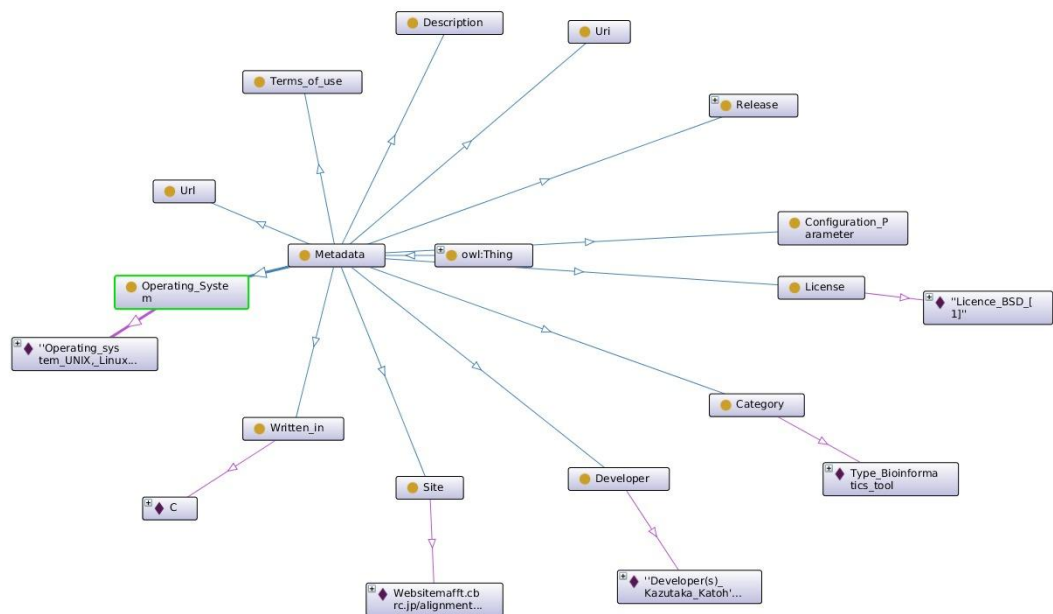 Description
Uri
Terms_of_use
Release
Url
Configuration_P
arameter
Metadata
owl:Thing
Operating_Syste
m
License
"Licence_BSD_[
1]"
"Operating_sys
tem_UNIX,_Linux...
Category
Written_in
Type_Bioinforma
tics_tool
Site
Developer
C
"Developer(s)_
Kazutaka_Katoh'...
Websitemafft.cb
rc.jp/alignment...